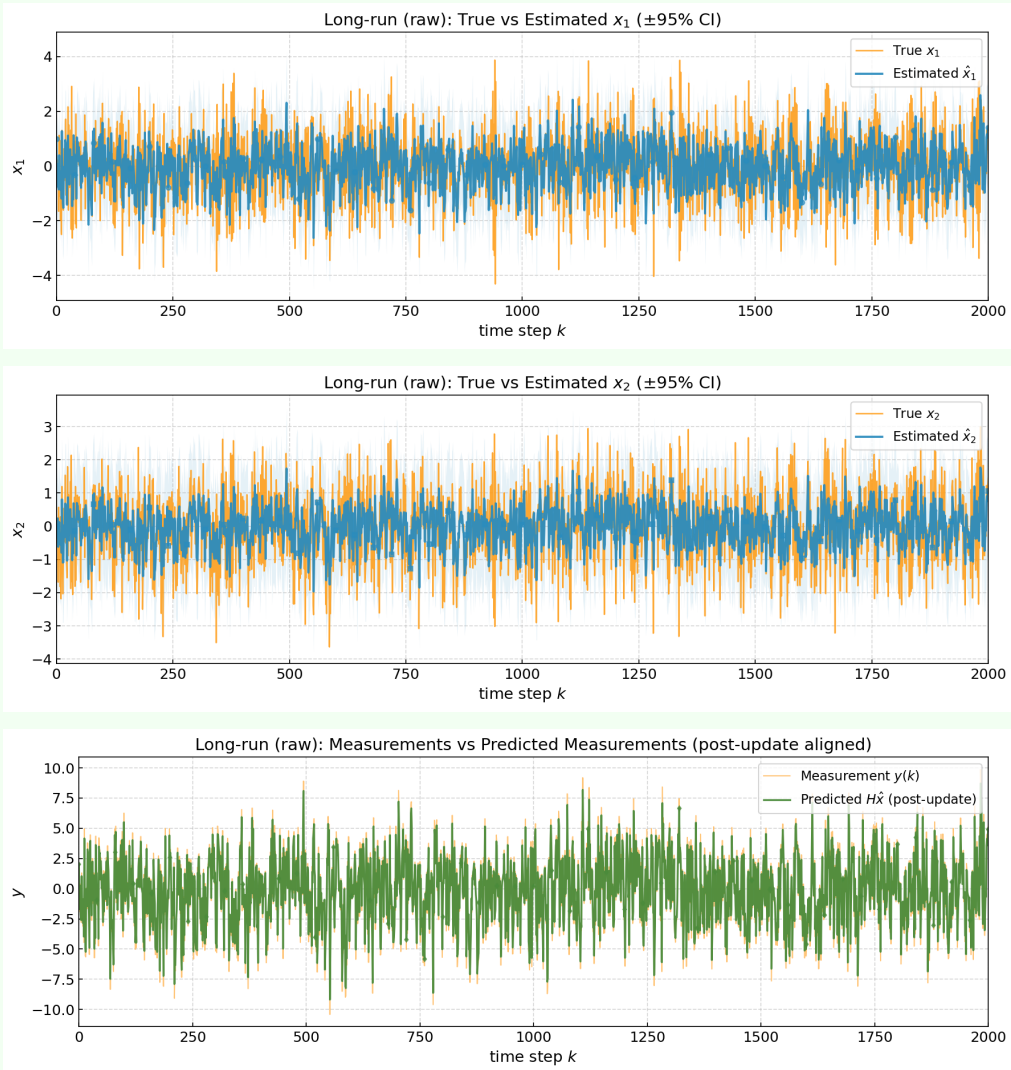 Long-run (raw): True vs Estimated x₁ (±95% CI)
True x₁
Estimated x̂₁
4
2
0
−2
−4
x₁
0 250 500 750 1000 1250 1500 1750 2000
time step k
Long-run (raw): True vs Estimated x₂ (±95% CI)
True x₂
Estimated x̂₂
3
2
1
0
−1
−2
−3
−4
x₂
0 250 500 750 1000 1250 1500 1750 2000
time step k
Long-run (raw): Measurements vs Predicted Measurements (post-update aligned)
Measurement y(k)
Predicted Hx̂ (post-update)
10.0
7.5
5.0
2.5
0.0
−2.5
−5.0
−7.5
−10.0
y
0 250 500 750 1000 1250 1500 1750 2000
time step k